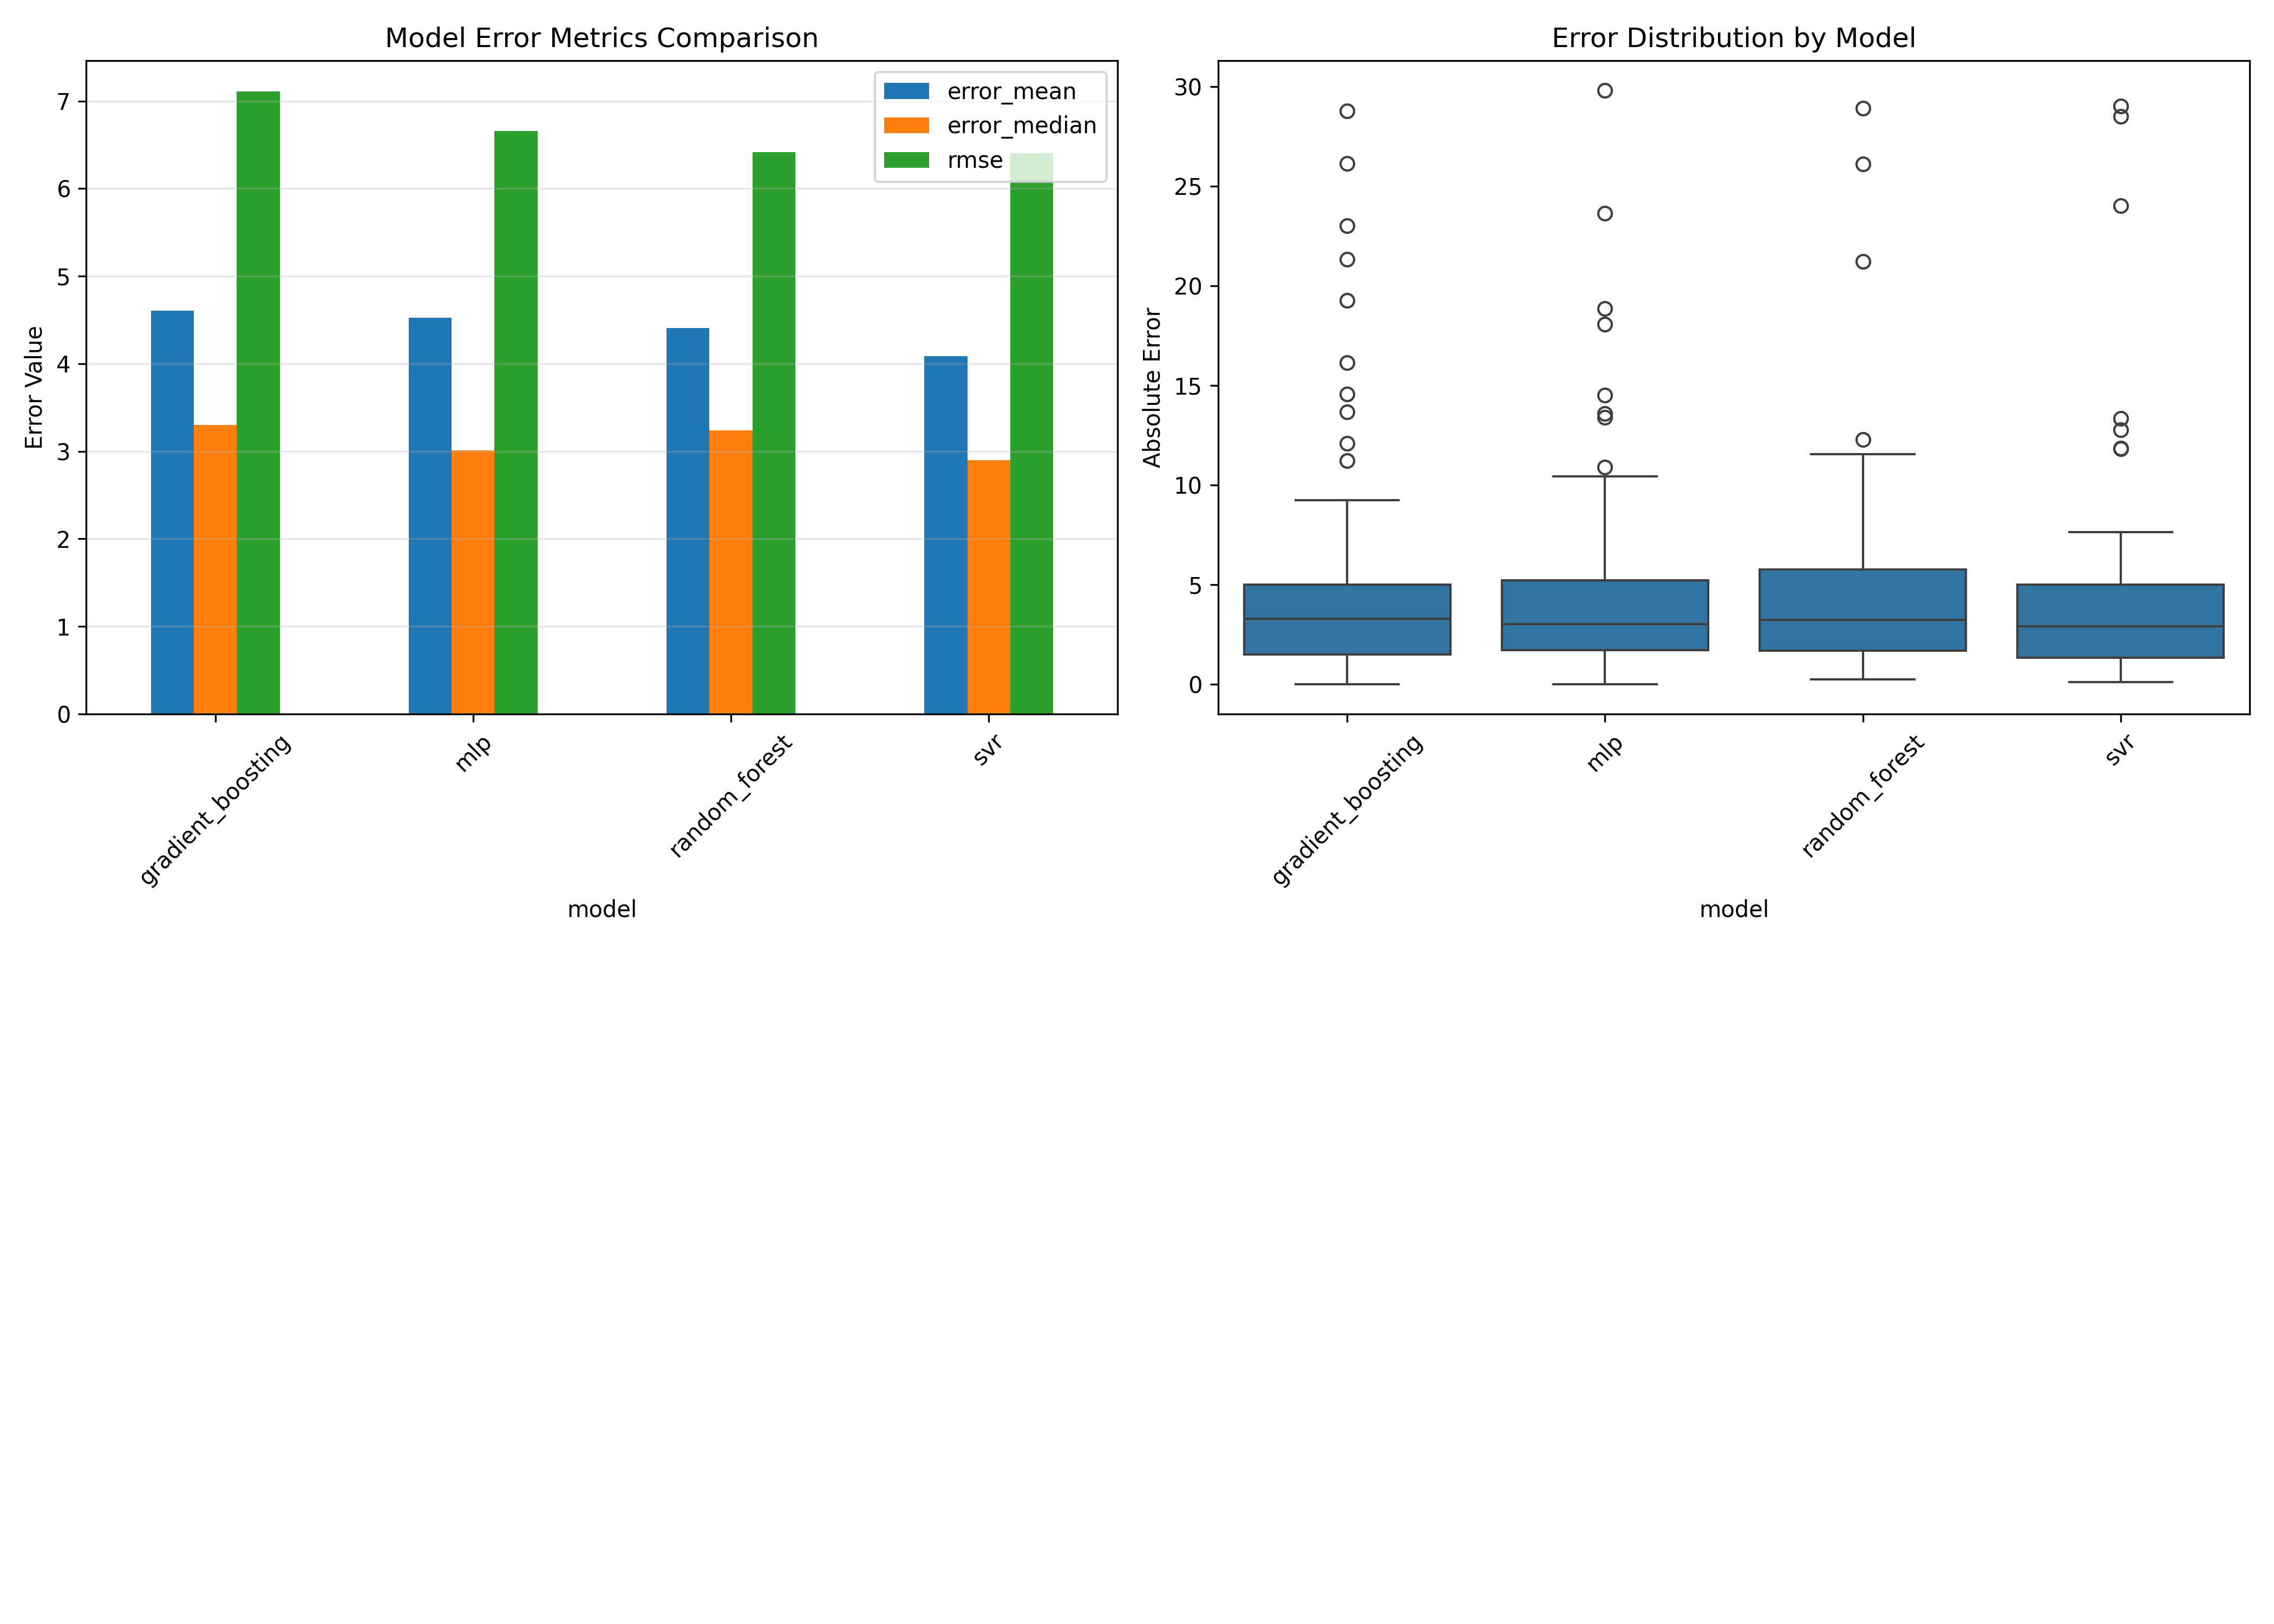 Model Error Metrics Comparison
Error Value
7
6
5
4
3
2
1
0
error_mean
error_median
rmse
gradient_boosting
mlp
random_forest
svr
model
Error Distribution by Model
Absolute Error
30
25
20
15
10
5
0
gradient_boosting
mlp
random_forest
svr
model